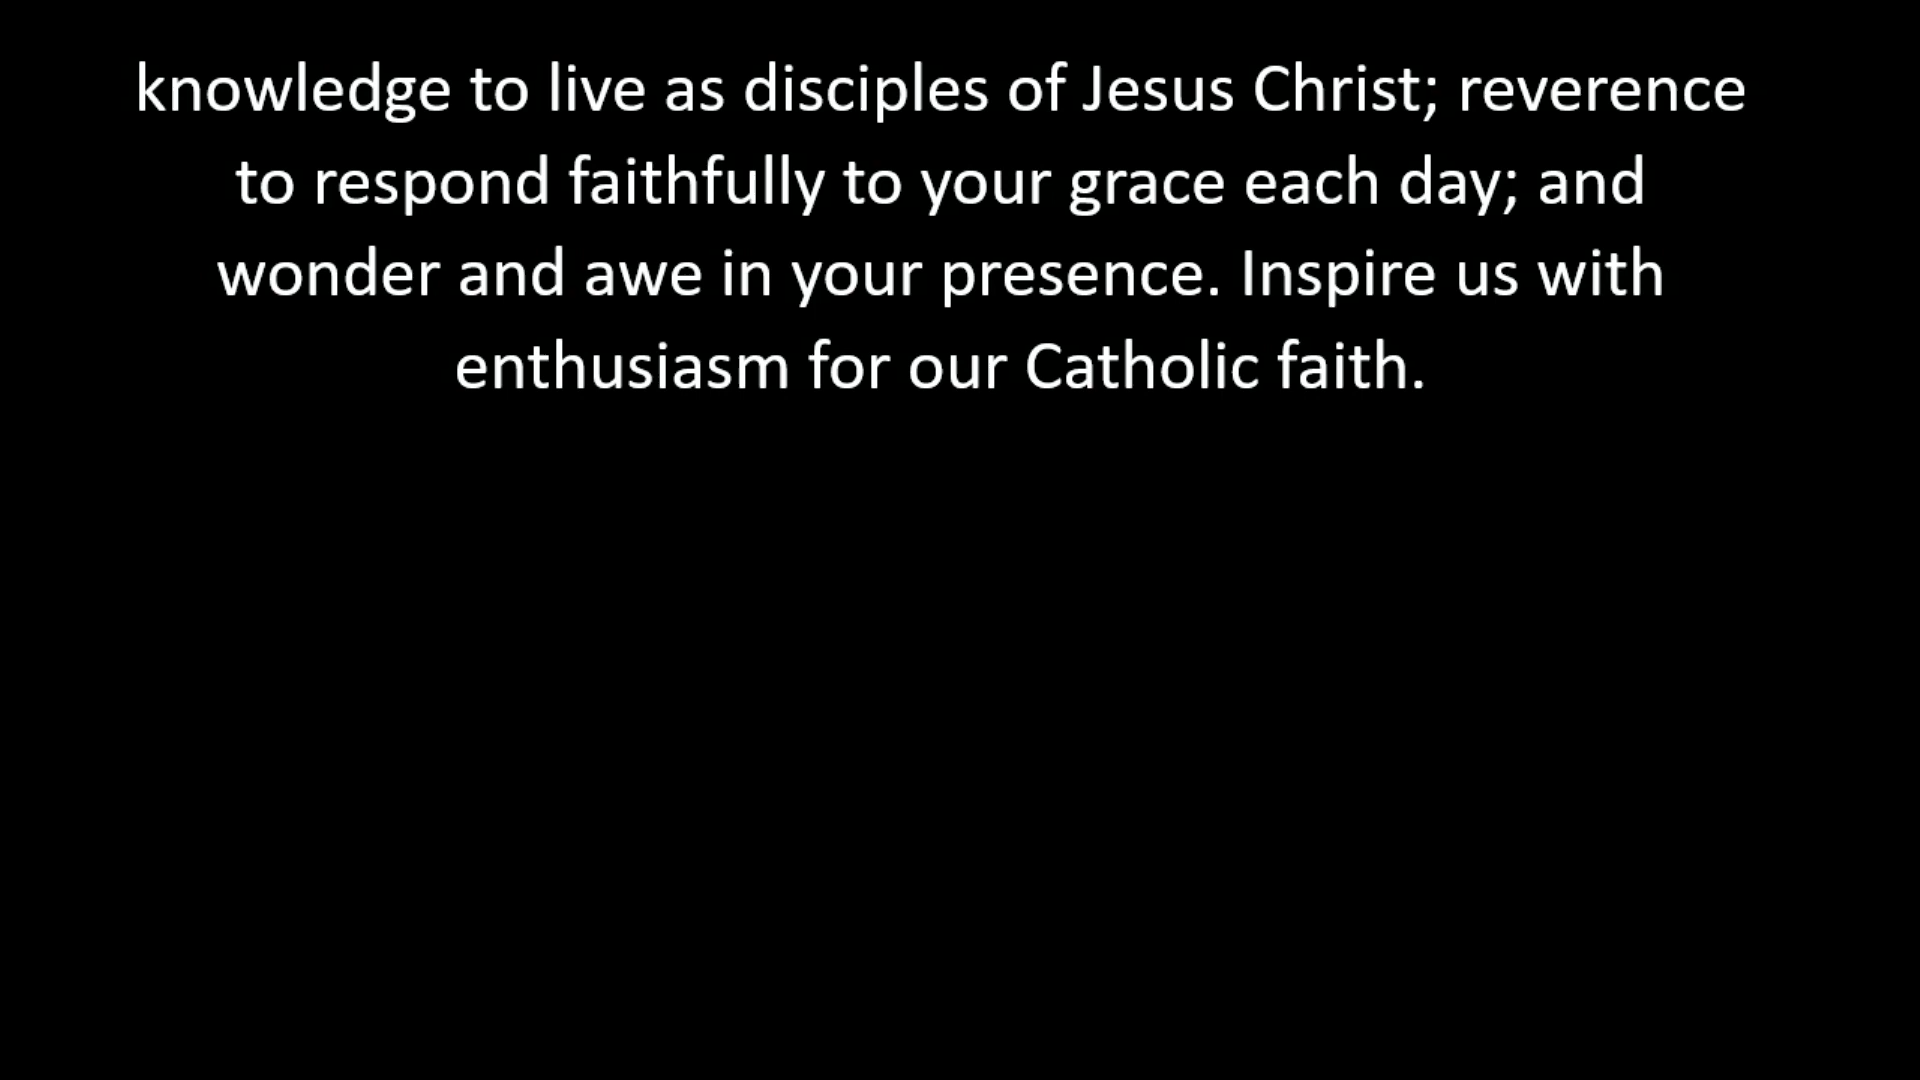 knowledge to live as disciples of Jesus Christ; reverence
to respond faithfully to your grace each day; and
wonder and awe in your presence. Inspire us with
enthusiasm for our Catholic faith.